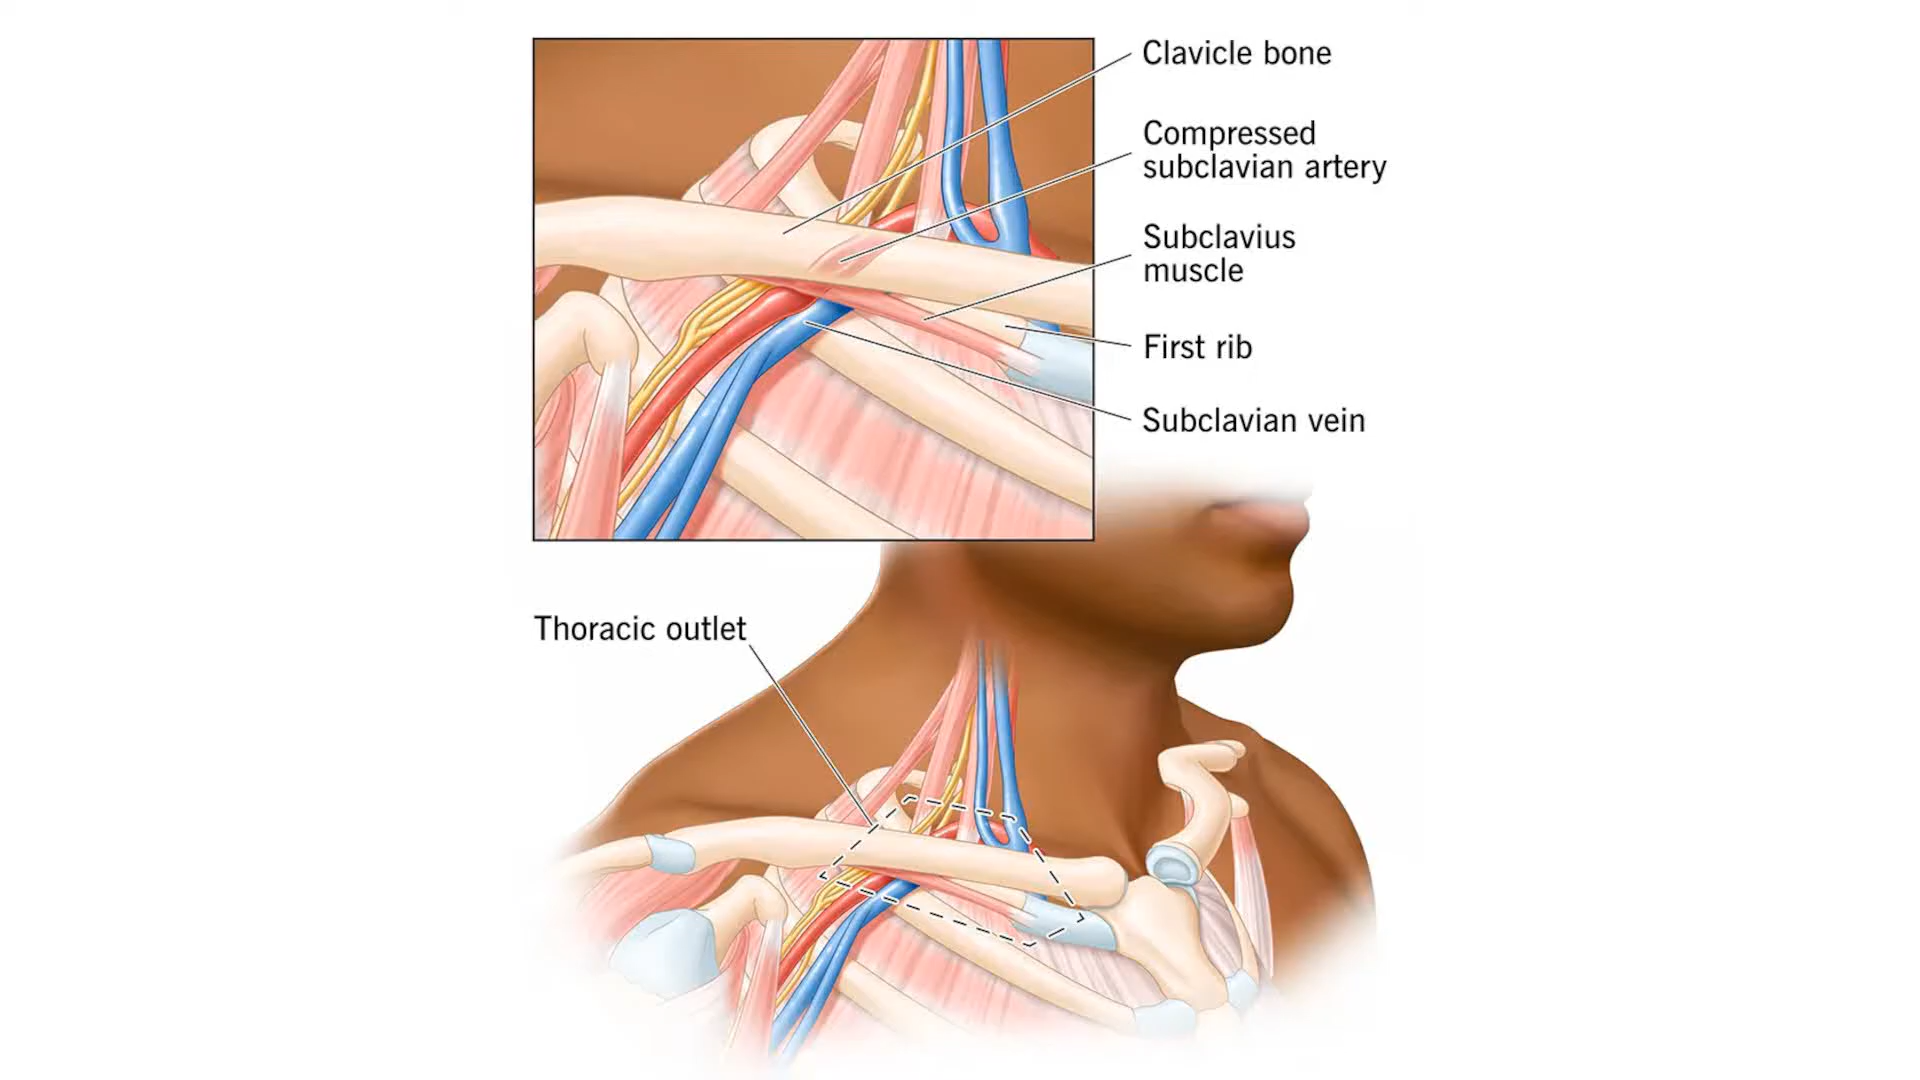 Clavicle bone
Compressed
subclavian artery
Subclavius
muscle
First rib
Subclavian vein
Thoracic outlet